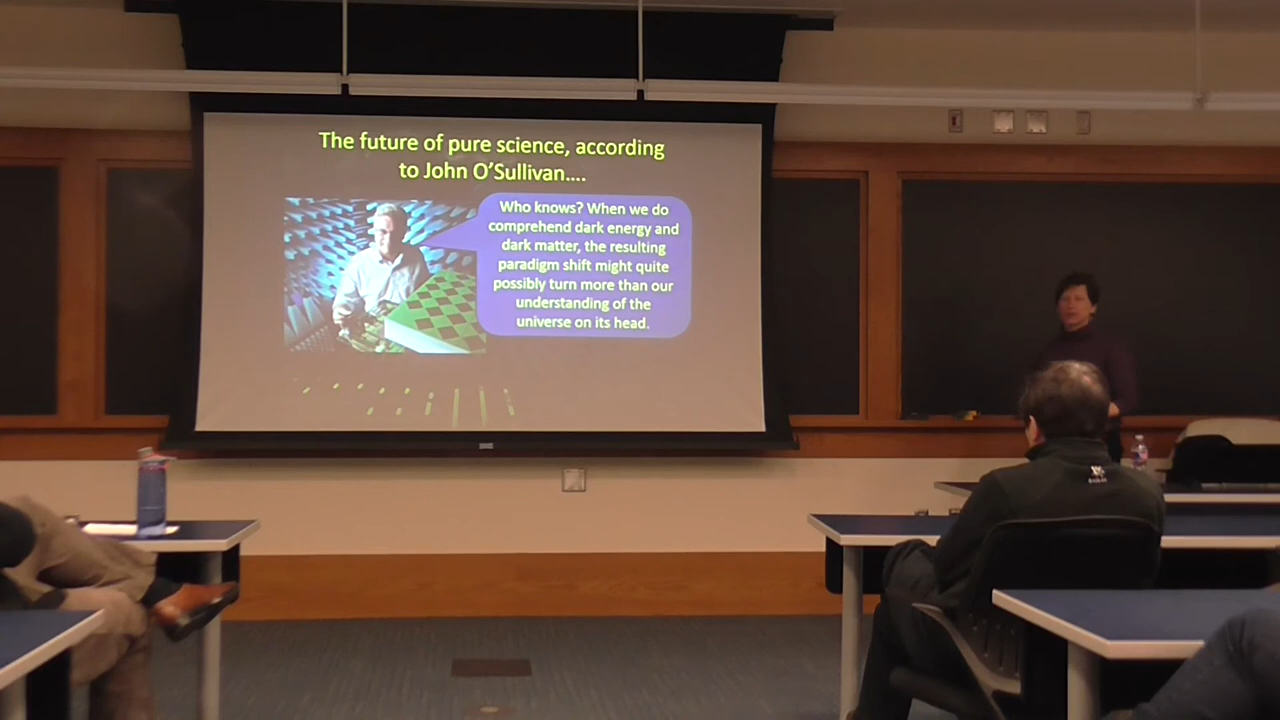 The future of pure science, according
to John O'Sullivan....
Who knows? When we do
comprehend dark energy and
dark matter, the resulting
paradigm shift might quite
possibly turn more than our
understanding of the
universe on its head.